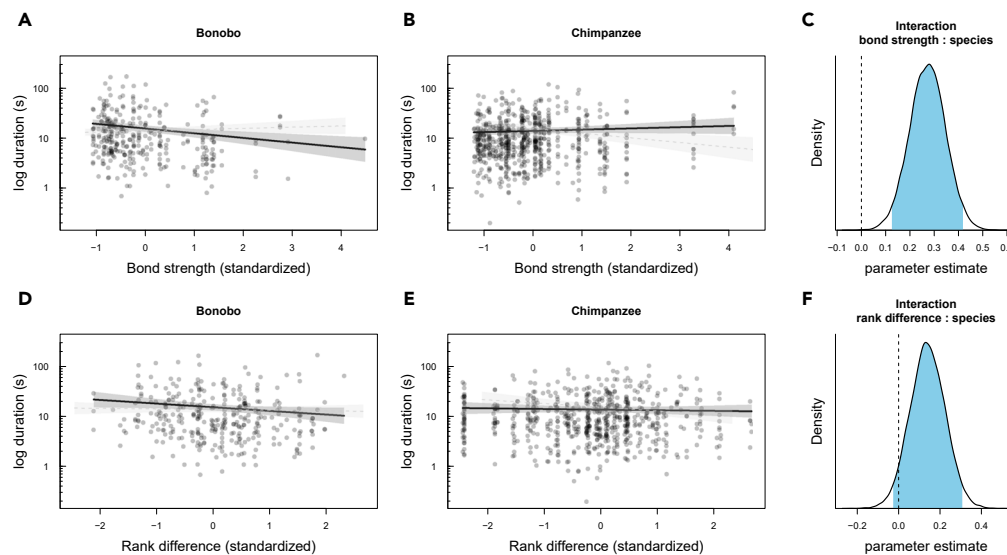 A
Bonobo
log duration (s)
100
10
1
−1
0
1
2
3
4
Bond strength (standardized)
B
Chimpanzee
log duration (s)
100
10
1
−1
0
1
2
3
4
Bond strength (standardized)
C
Interaction
bond strength : species
Density
−0.1
0.0
0.1
0.2
0.3
0.4
0.5
parameter estimate
D
Bonobo
log duration (s)
100
10
1
−2
−1
0
1
2
Rank difference (standardized)
E
Chimpanzee
log duration (s)
100
10
1
−2
−1
0
1
2
Rank difference (standardized)
F
Interaction
rank difference : species
Density
−0.2
0.0
0.2
0.4
parameter estimate